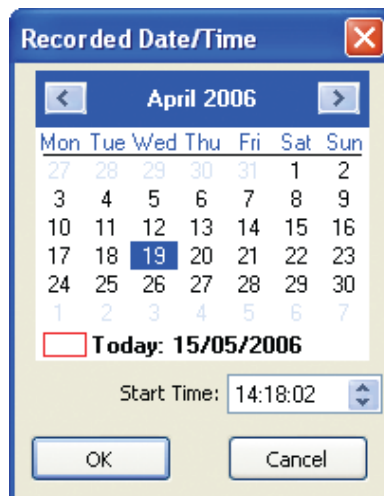 Recorded Date/Time
April 2006
Mon Tue Wed Thu Fri Sat Sun
27 28 29 30 31 1 2
3 4 5 6 7 8 9
10 11 12 13 14 15 16
17 18 19 20 21 22 23
24 25 26 27 28 29 30
1 2 3 4 5 6 7
Today: 15/05/2006
Start Time: 14:18:02
OK Cancel